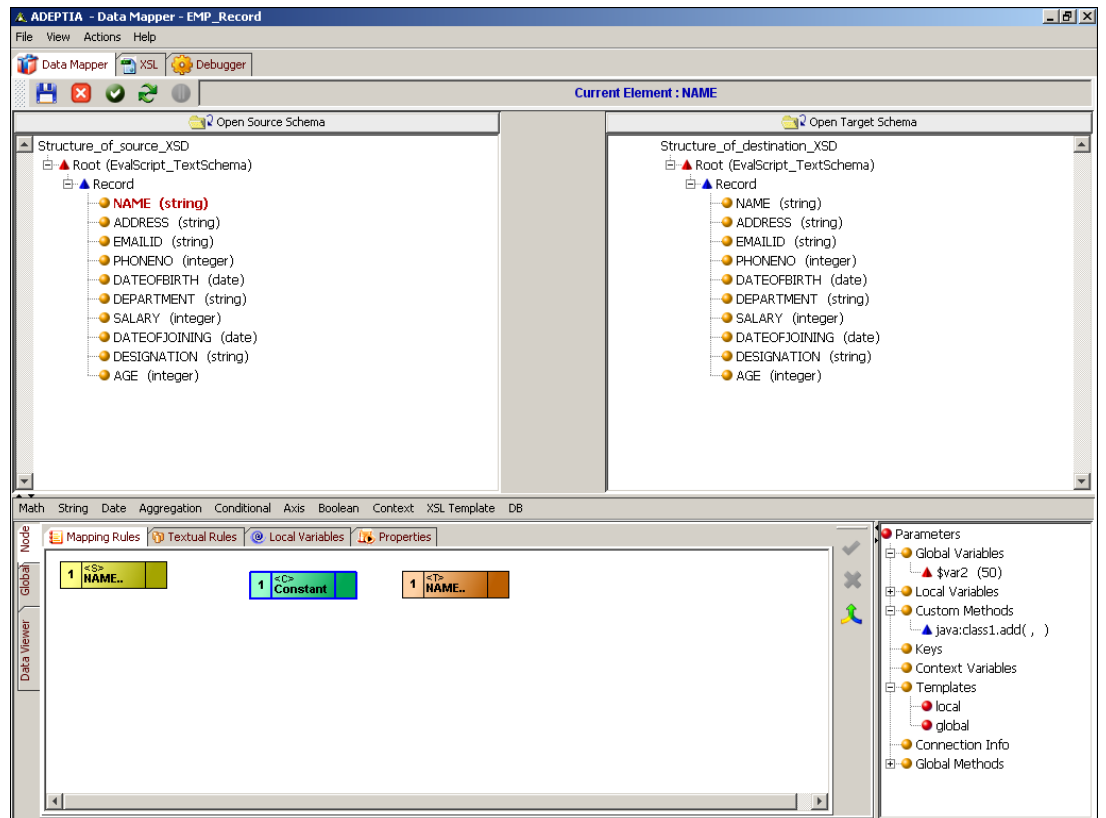 ADEPTIA - Data Mapper - EMP_Record
File View Actions Help
Data Mapper XSL Debugger
Current Element : NAME
Open Source Schema
Structure_of_source_XSD
Root (EvalScript_TextSchema)
Record
NAME (string)
ADDRESS (string)
EMAILID (string)
PHONENO (integer)
DATEOFBIRTH (date)
DEPARTMENT (string)
SALARY (integer)
DATEOFJOINING (date)
DESIGNATION (string)
AGE (integer)
Open Target Schema
Structure_of_destination_XSD
Root (EvalScript_TextSchema)
Record
NAME (string)
ADDRESS (string)
EMAILID (string)
PHONENO (integer)
DATEOFBIRTH (date)
DEPARTMENT (string)
SALARY (integer)
DATEOFJOINING (date)
DESIGNATION (string)
AGE (integer)
Math String Date Aggregation Conditional Axis Boolean Context XSL Template DB
Node
Global
Data Viewer
Mapping Rules Textual Rules Local Variables Properties
1 <S>
NAME..
1 <C>
Constant
1 <T>
NAME..
Parameters
Global Variables
$var2 (50)
Local Variables
Custom Methods
java:class1.add( , )
Keys
Context Variables
Templates
local
global
Connection Info
Global Methods